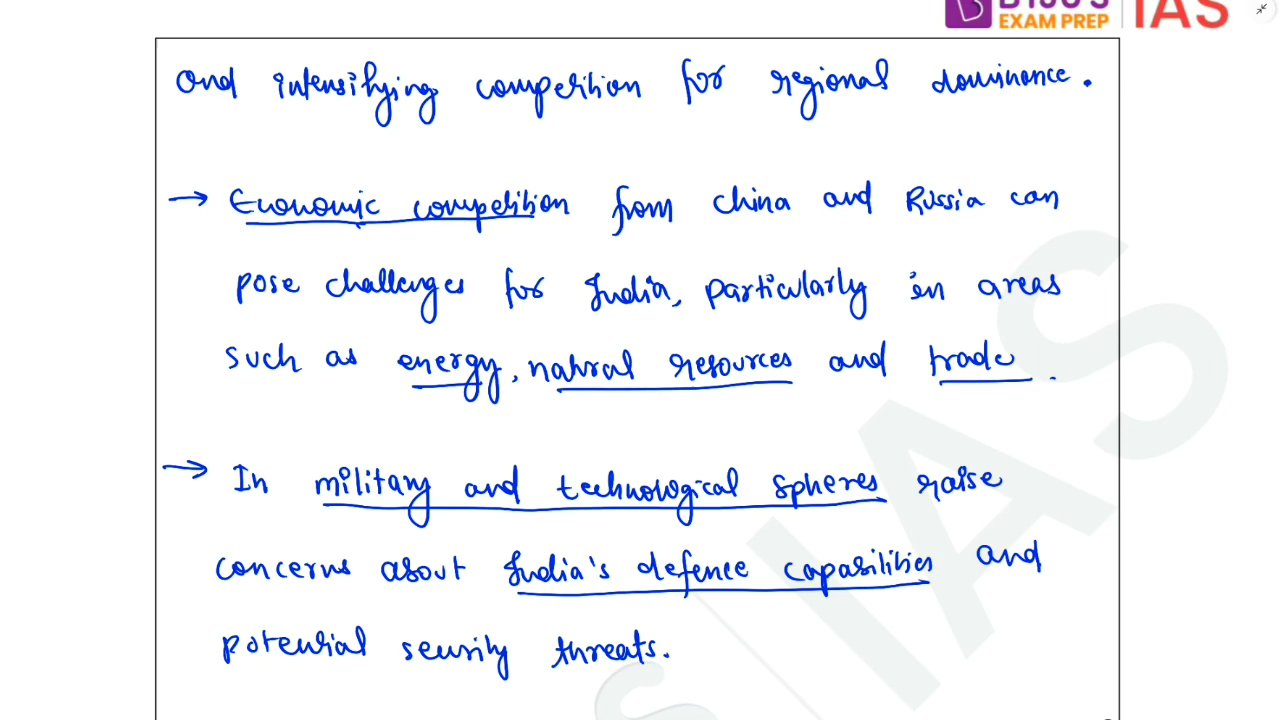 BYJU'S IAS
EXAM PREP
and intensifying competition for regional dominance.
→ Economic competition from China and Russia can
pose challenges for India, particularly in areas
such as energy, natural resources and trade.
→ In military and technological spheres raise
concerns about India's defence capabilities and
potential security threats.
IAS